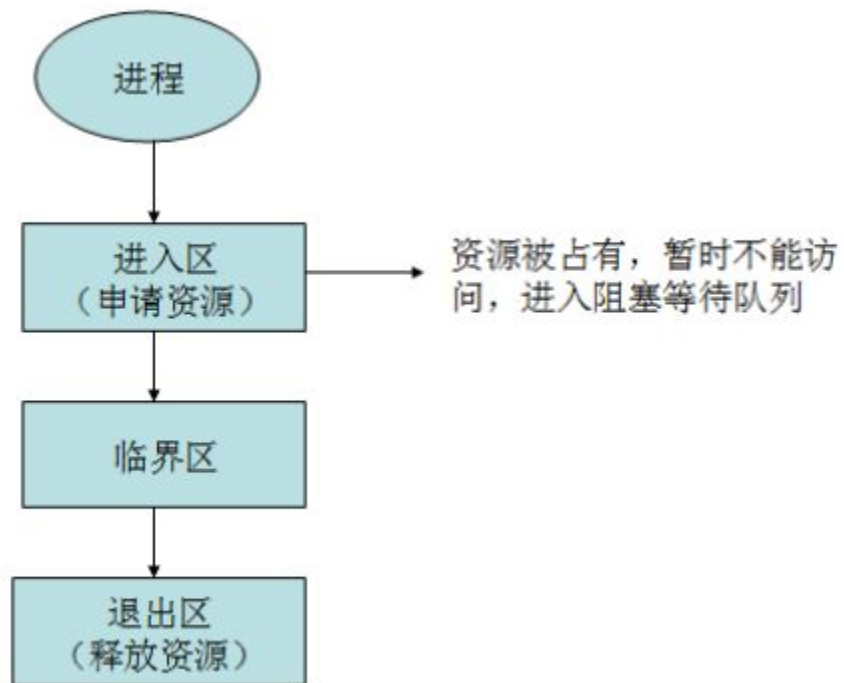 进程
进入区
（申请资源）
资源被占有，暂时不能访
问，进入阻塞等待队列
临界区
退出区
（释放资源）